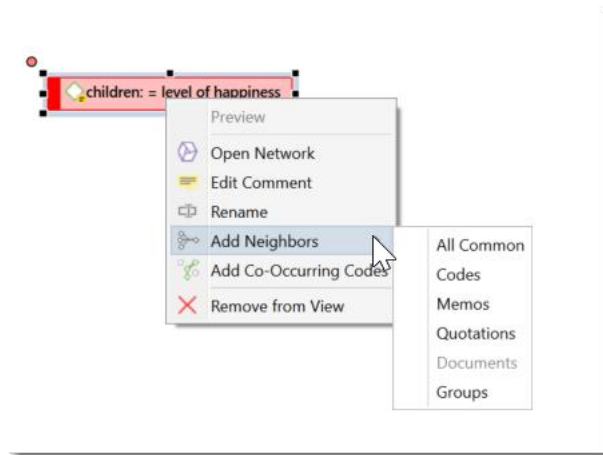 children: = level of happiness
Preview
Open Network
Edit Comment
Rename
Add Neighbors
Add Co-Occurring Codes
Remove from View
All Common
Codes
Memos
Quotations
Documents
Groups